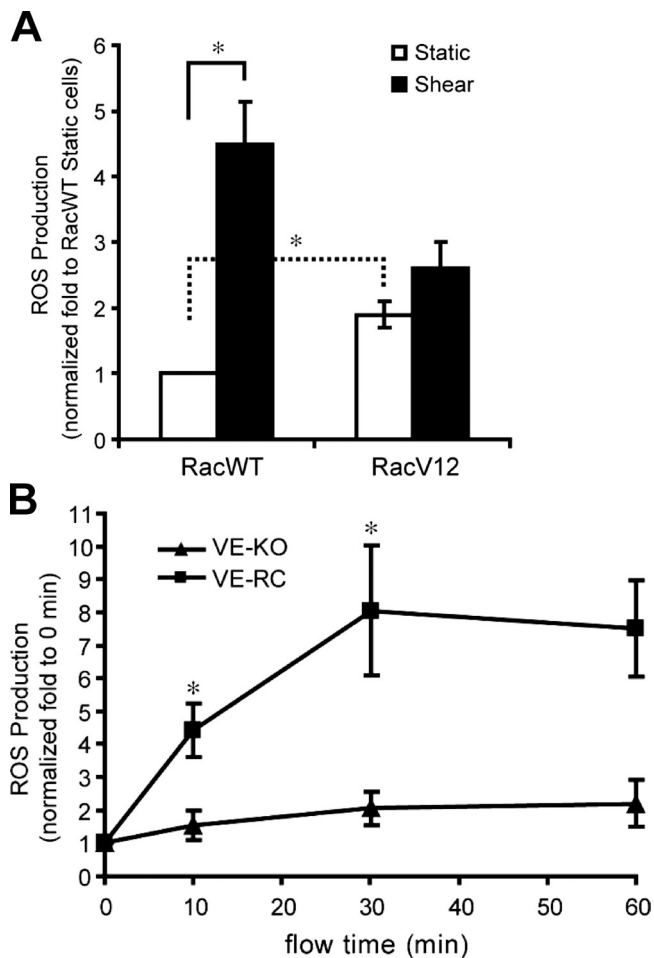 A
ROS Production
(normalized fold to RacWT Static cells)
6
5
4
3
2
1
0
*
*
Static
Shear
RacWT
RacV12
B
ROS Production
(normalized fold to 0 min)
11
10
9
8
7
6
5
4
3
2
1
0
VE-KO
VE-RC
*
*
0
10
20
30
40
50
60
flow time (min)